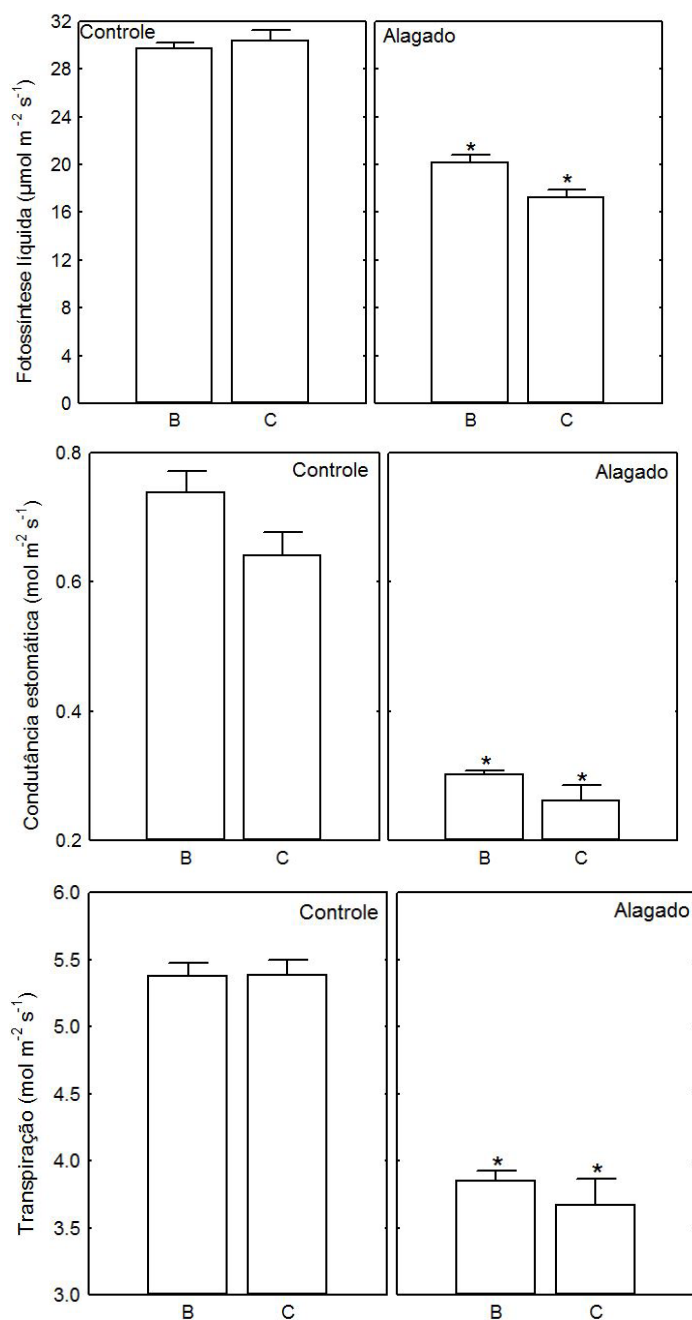 Controle
Alagado
Fotossíntese líquida (µmol m⁻² s⁻¹)
32
28
24
20
16
12
8
4
0
*
*
B
C
B
C
Controle
Alagado
Condutância estomática (mol m⁻² s⁻¹)
0.8
0.6
0.4
0.2
*
*
B
C
B
C
Controle
Alagado
Transpiração (mol m⁻² s⁻¹)
6.0
5.5
5.0
4.5
4.0
3.5
3.0
*
*
B
C
B
C